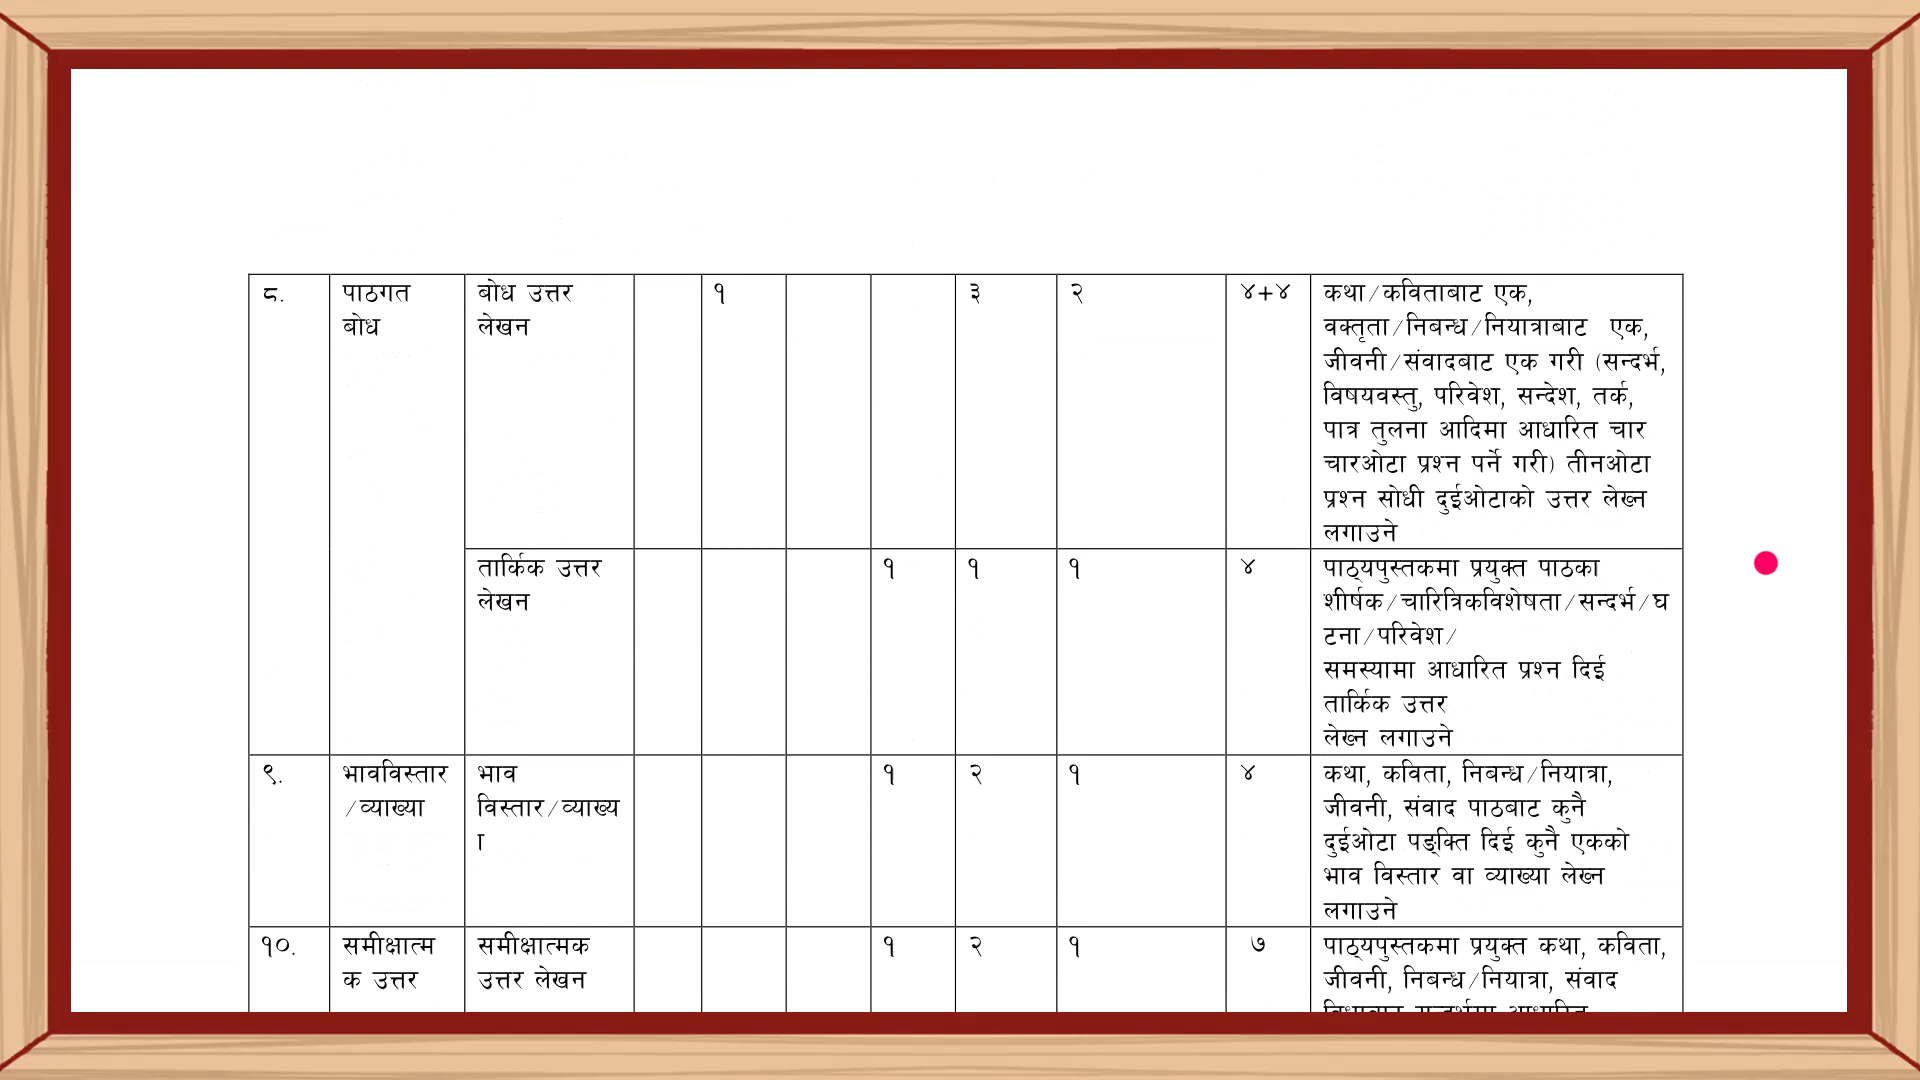 ८. पाठगत बोध उत्तर १ ३ २ ४+४ कथा/कविताबाट एक,
बोध लेखन वक्तृता/निबन्ध/नियात्राबाट एक,
जीवनी/संवादबाट एक गरी (सन्दर्भ,
विषयवस्तु, परिवेश, सन्देश, तर्क,
पात्र तुलना आदिमा आधारित चार
चारओटा प्रश्न पर्ने गरी) तीनओटा
प्रश्न सोधी दुईओटाको उत्तर लेख्न
लगाउने
तार्किक उत्तर १ १ १ ४ पाठ्यपुस्तकमा प्रयुक्त पाठका
लेखन शीर्षक/चारित्रिकविशेषता/सन्दर्भ/घ
टना/परिवेश/
समस्यामा आधारित प्रश्न दिई
तार्किक उत्तर
लेख्न लगाउने
९. भावविस्तार भाव १ २ १ ४ कथा, कविता, निबन्ध/नियात्रा,
/व्याख्या विस्तार/व्याख्य जीवनी, संवाद पाठबाट कुनै
ा दुईओटा पङ्क्ति दिई कुनै एकको
भाव विस्तार वा व्याख्या लेख्न
लगाउने
१०. समीक्षात्म समीक्षात्मक १ २ १ ७ पाठ्यपुस्तकमा प्रयुक्त कथा, कविता,
क उत्तर उत्तर लेखन जीवनी, निबन्ध/नियात्रा, संवाद